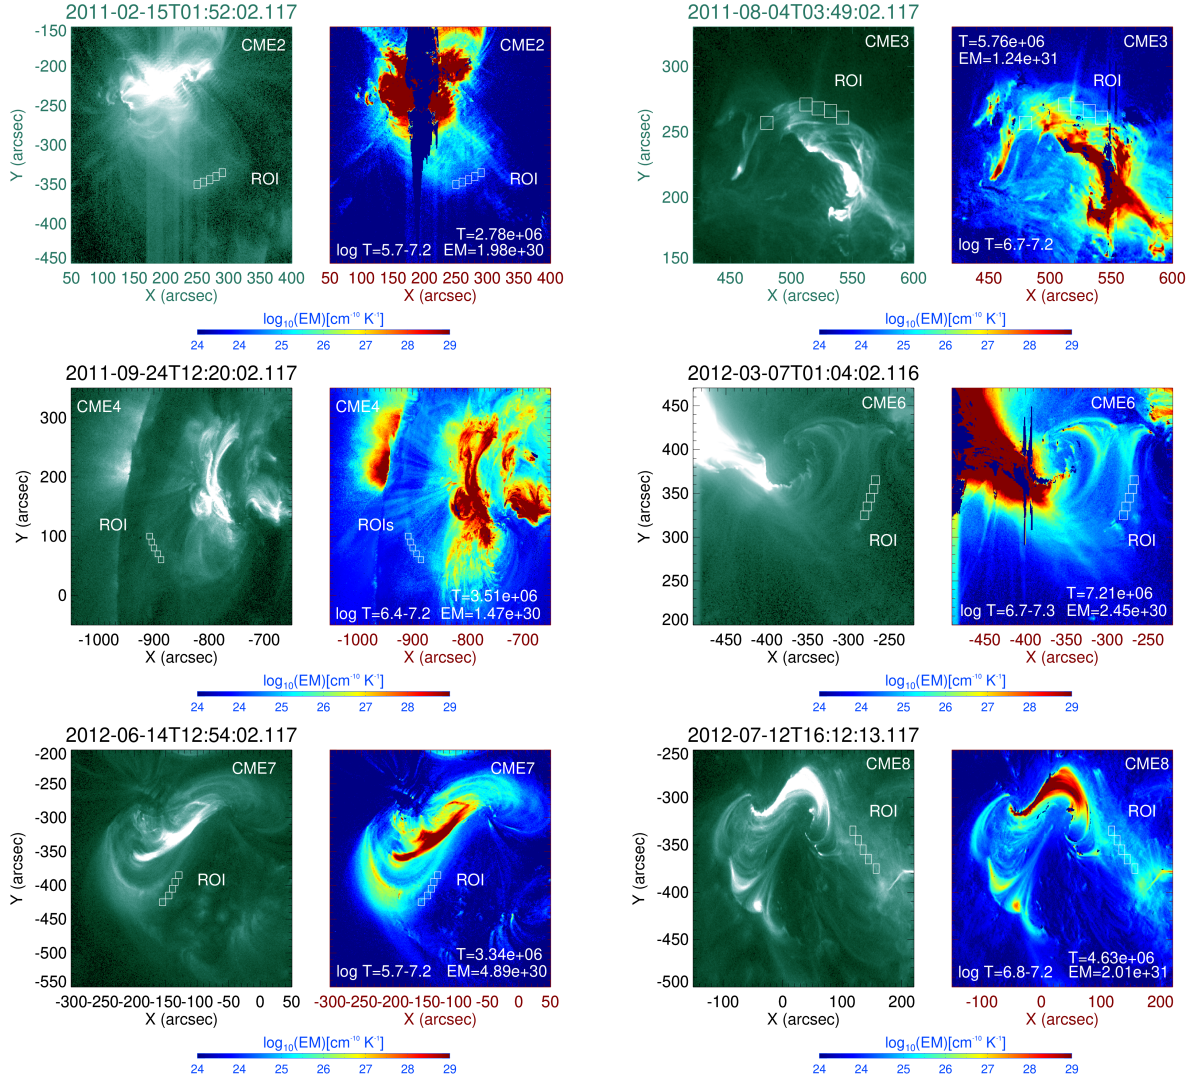 2011-02-15T01:52:02.117
CME2
ROI
Y (arcsec)
-150
-200
-250
-300
-350
-400
-450
50 100 150 200 250 300 350 400
X (arcsec)
CME2
ROI
T=2.78e+06
log T=5.7-7.2 EM=1.98e+30
50 100 150 200 250 300 350 400
X (arcsec)
log10(EM)[cm-10 K-1]
24 24 25 26 27 28 29
2011-08-04T03:49:02.117
CME3
ROI
Y (arcsec)
300
250
200
150
450 500 550 600
X (arcsec)
T=5.76e+06 CME3
EM=1.24e+31
ROI
log T=6.7-7.2
450 500 550 600
X (arcsec)
log10(EM)[cm-10 K-1]
24 24 25 26 27 28 29
2011-09-24T12:20:02.117
CME4
ROI
Y (arcsec)
300
200
100
0
-1000 -900 -800 -700
X (arcsec)
CME4
ROIs
T=3.51e+06
log T=6.4-7.2 EM=1.47e+30
-1000 -900 -800 -700
X (arcsec)
log10(EM)[cm-10 K-1]
24 24 25 26 27 28 29
2012-03-07T01:04:02.116
CME6
ROI
Y (arcsec)
450
400
350
300
250
200
-450 -400 -350 -300 -250
X (arcsec)
CME6
ROI
T=7.21e+06
log T=6.7-7.3 EM=2.45e+30
-450 -400 -350 -300 -250
X (arcsec)
log10(EM)[cm-10 K-1]
24 24 25 26 27 28 29
2012-06-14T12:54:02.117
CME7
ROI
Y (arcsec)
-200
-250
-300
-350
-400
-450
-500
-550
-300-250-200-150-100 -50 0 50
X (arcsec)
CME7
ROI
T=3.34e+06
log T=5.7-7.2 EM=4.89e+30
-300-250-200-150-100 -50 0 50
X (arcsec)
log10(EM)[cm-10 K-1]
24 24 25 26 27 28 29
2012-07-12T16:12:13.117
CME8
ROI
Y (arcsec)
-250
-300
-350
-400
-450
-500
-100 0 100 200
X (arcsec)
CME8
ROI
T=4.63e+06
log T=6.8-7.2 EM=2.01e+31
-100 0 100 200
X (arcsec)
log10(EM)[cm-10 K-1]
24 24 25 26 27 28 29